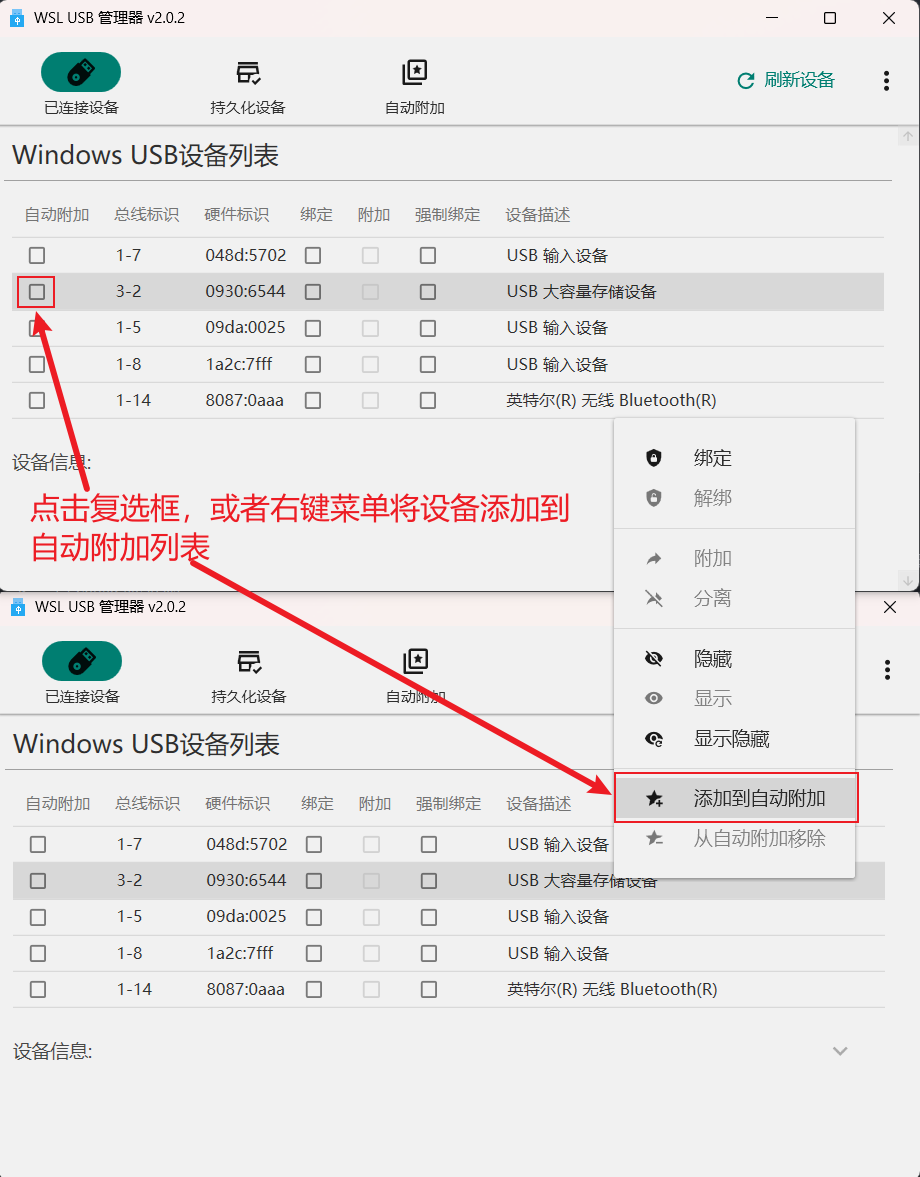 WSL USB 管理器 v2.0.2
已连接设备
持久化设备
自动附加
刷新设备
Windows USB设备列表
自动附加 总线标识 硬件标识 绑定 附加 强制绑定 设备描述
1-7 048d:5702 USB 输入设备
3-2 0930:6544 USB 大容量存储设备
1-5 09da:0025 USB 输入设备
1-8 1a2c:7fff USB 输入设备
1-14 8087:0aaa 英特尔(R) 无线 Bluetooth(R)
设备信息:
点击复选框，或者右键菜单将设备添加到
自动附加列表
绑定
解绑
附加
分离
隐藏
显示
显示隐藏
添加到自动附加
从自动附加移除
WSL USB 管理器 v2.0.2
已连接设备
持久化设备
自动附加
Windows USB设备列表
自动附加 总线标识 硬件标识 绑定 附加 强制绑定 设备描述
1-7 048d:5702 USB 输入设备
3-2 0930:6544 USB 大容量存储设备
1-5 09da:0025 USB 输入设备
1-8 1a2c:7fff USB 输入设备
1-14 8087:0aaa 英特尔(R) 无线 Bluetooth(R)
设备信息: